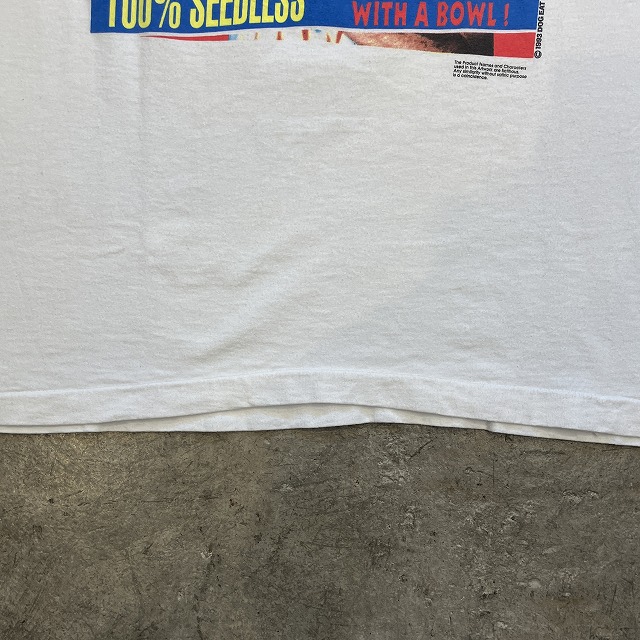 100% SEEDLESS
WITH A BOWL!
© 1993 DOG EAT
The Product Names and Characters
used in this Artwork are fictitious.
Any similarity without satiric purpose
is a coincidence.